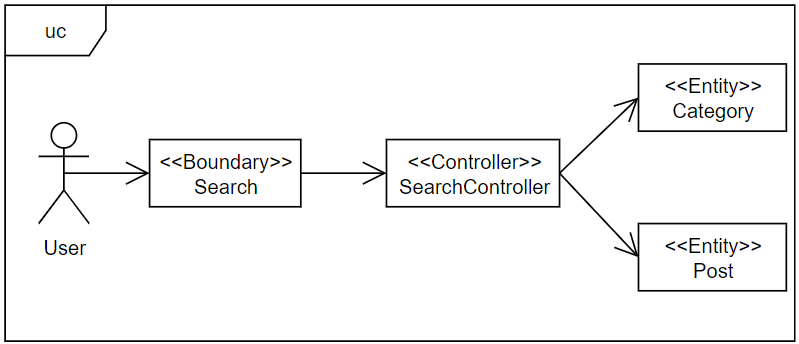 uc
<<Entity>>
Category
<<Boundary>>
Search
<<Controller>>
SearchController
User
<<Entity>>
Post